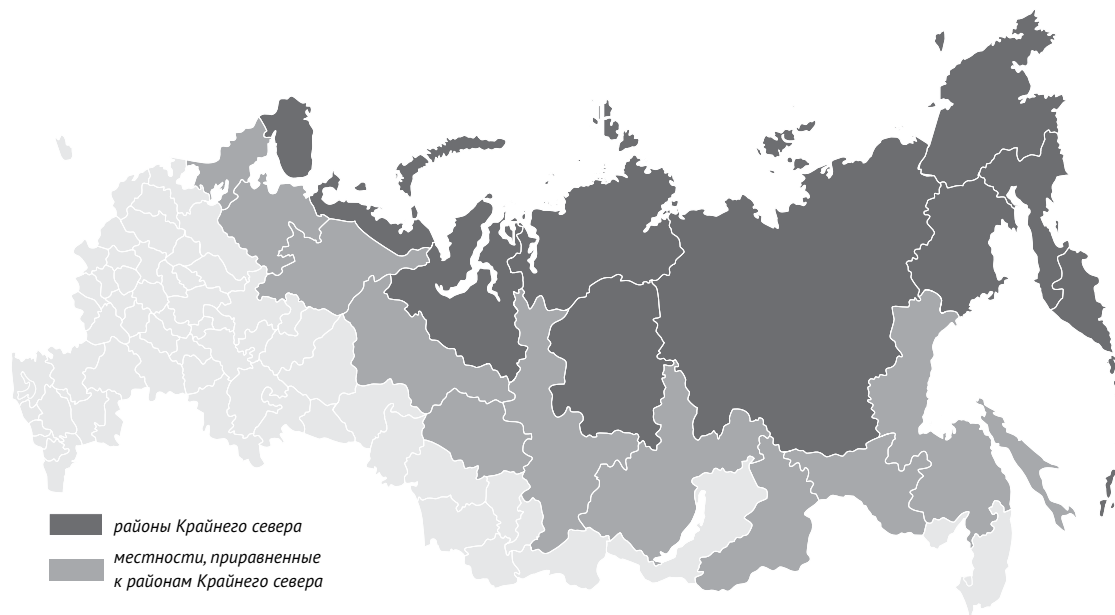 районы Крайнего севера
местности, приравненные
к районам Крайнего севера